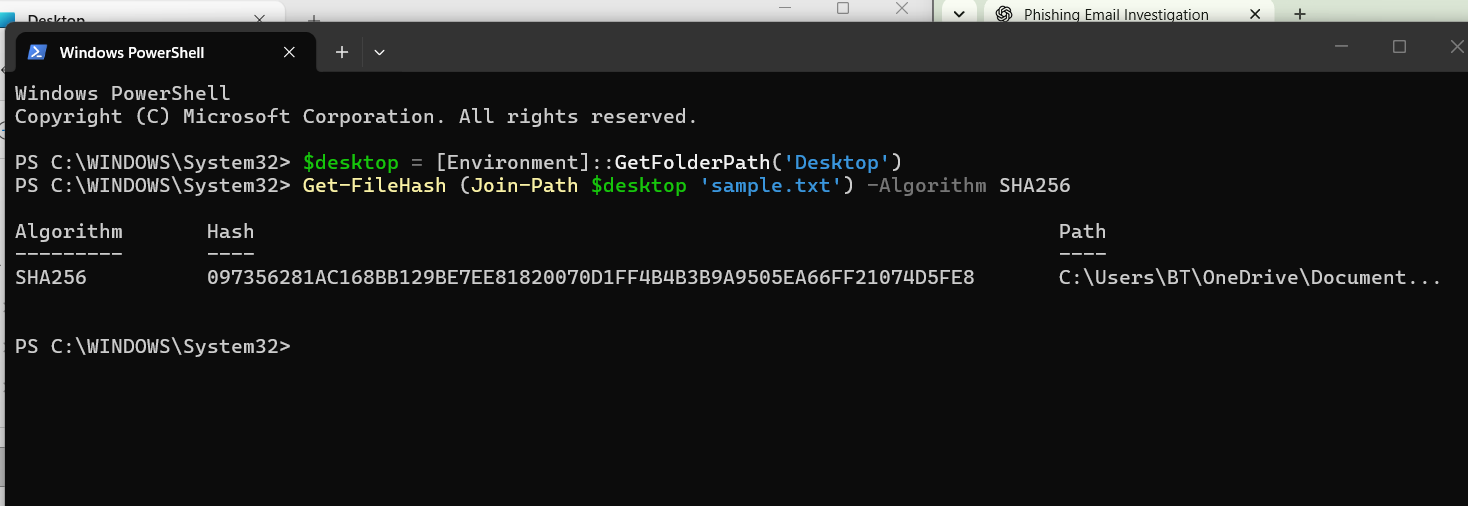 Desktop
Phishing Email Investigation
Windows PowerShell
Windows PowerShell
Copyright (C) Microsoft Corporation. All rights reserved.
PS C:\WINDOWS\System32> $desktop = [Environment]::GetFolderPath('Desktop')
PS C:\WINDOWS\System32> Get-FileHash (Join-Path $desktop 'sample.txt') -Algorithm SHA256
Algorithm Hash Path
--------- ---- ----
SHA256 097356281AC168BB129BE7EE81820070D1FF4B4B3B9A9505EA66FF21074D5FE8 C:\Users\BT\OneDrive\Document...
PS C:\WINDOWS\System32>